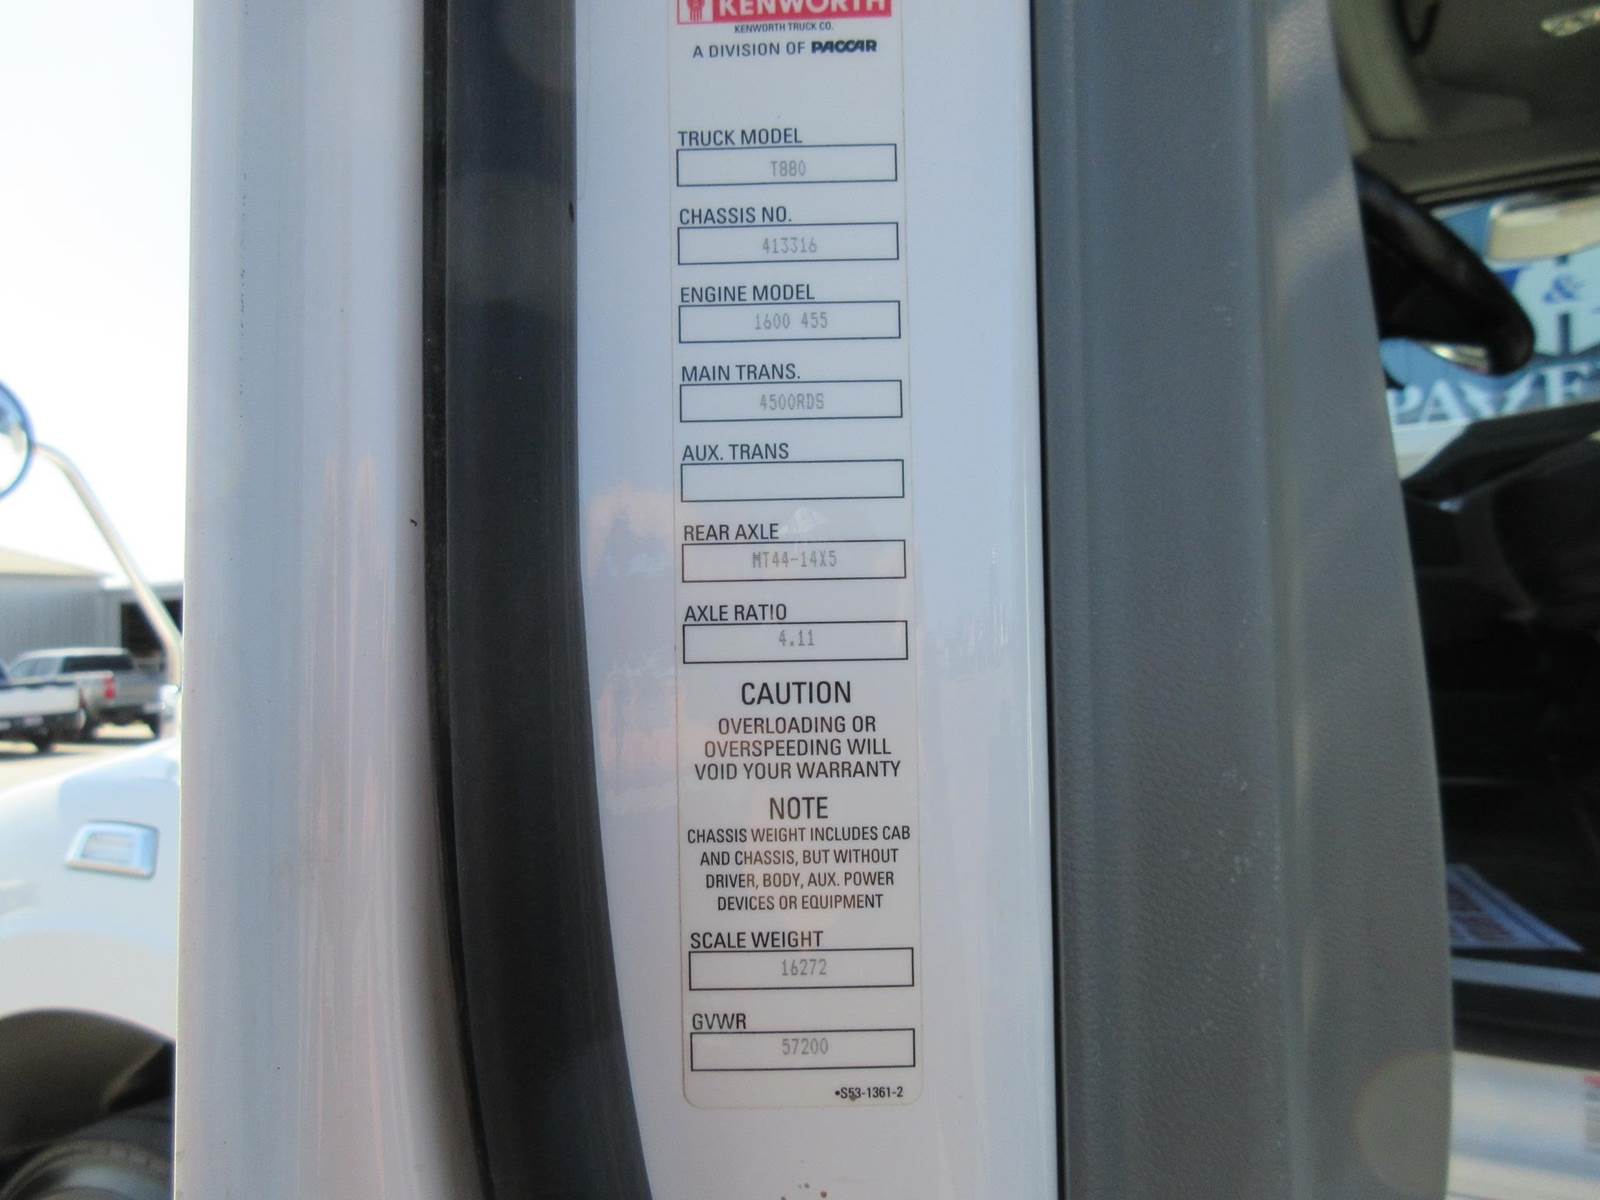 KENWORTH
KENWORTH TRUCK CO.
A DIVISION OF PACCAR
TRUCK MODEL
T880
CHASSIS NO.
413316
ENGINE MODEL
1600 455
MAIN TRANS.
4500RDS
AUX. TRANS
REAR AXLE
MT44-14X5
AXLE RATIO
4.11
CAUTION
OVERLOADING OR
OVERSPEEDING WILL
VOID YOUR WARRANTY
NOTE
CHASSIS WEIGHT INCLUDES CAB
AND CHASSIS, BUT WITHOUT
DRIVER, BODY, AUX. POWER
DEVICES OR EQUIPMENT
SCALE WEIGHT
16272
GVWR
57200
•S53-1361-2
&